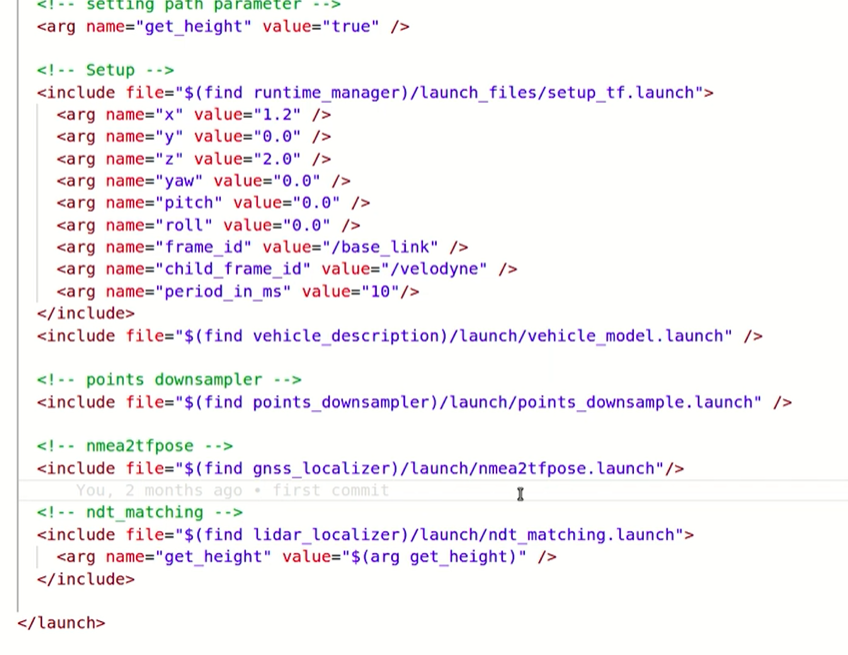 <!-- setting path parameter -->
<arg name="get_height" value="true" />
<!-- Setup -->
<include file="$(find runtime_manager)/launch_files/setup_tf.launch">
<arg name="x" value="1.2" />
<arg name="y" value="0.0" />
<arg name="z" value="2.0" />
<arg name="yaw" value="0.0" />
<arg name="pitch" value="0.0" />
<arg name="roll" value="0.0" />
<arg name="frame_id" value="/base_link" />
<arg name="child_frame_id" value="/velodyne" />
<arg name="period_in_ms" value="10"/>
</include>
<include file="$(find vehicle_description)/launch/vehicle_model.launch" />
<!-- points downsampler -->
<include file="$(find points_downsampler)/launch/points_downsample.launch" />
<!-- nmea2tfpose -->
<include file="$(find gnss_localizer)/launch/nmea2tfpose.launch"/>
You, 2 months ago • first commit
<!-- ndt_matching -->
<include file="$(find lidar_localizer)/launch/ndt_matching.launch">
<arg name="get_height" value="$(arg get_height)" />
</include>
</launch>